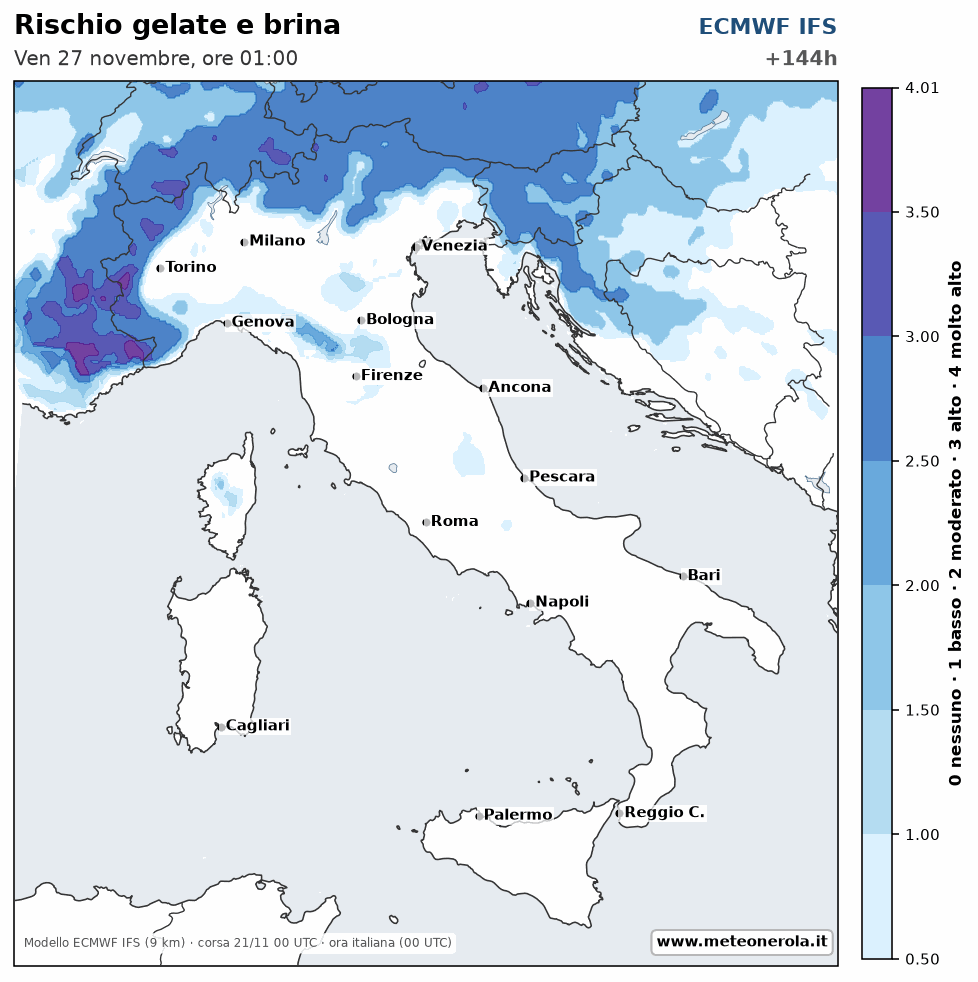 Rischio gelate e brina
ECMWF IFS
Ven 27 novembre, ore 01:00
+144h
4.01
3.50
3.00
2.50
2.00
1.50
1.00
0.50
0 nessuno · 1 basso · 2 moderato · 3 alto · 4 molto alto
Milano
Venezia
Torino
Genova
Bologna
Firenze
Ancona
Pescara
Roma
Bari
Napoli
Cagliari
Palermo
Reggio C.
Modello ECMWF IFS (9 km) · corsa 21/11 00 UTC · ora italiana (00 UTC)
www.meteonerola.it